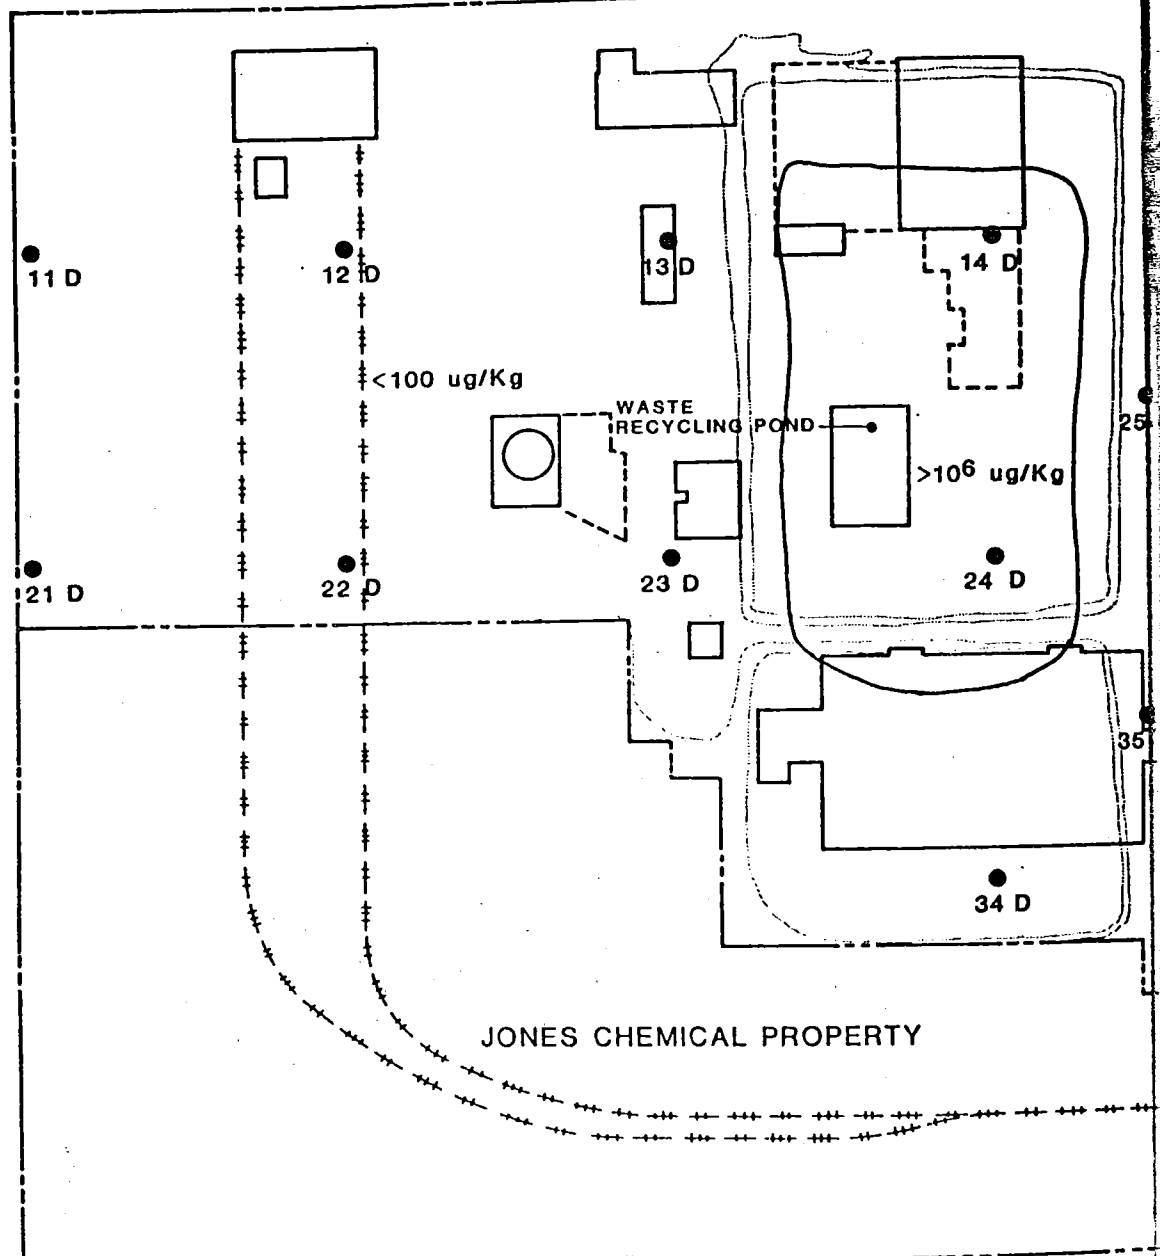 11 D
12 D
13 D
14 D
<100 ug/Kg
WASTE
RECYCLING POND
25
>10⁶ ug/Kg
21 D
22 D
23 D
24 D
35
34 D
JONES CHEMICAL PROPERTY